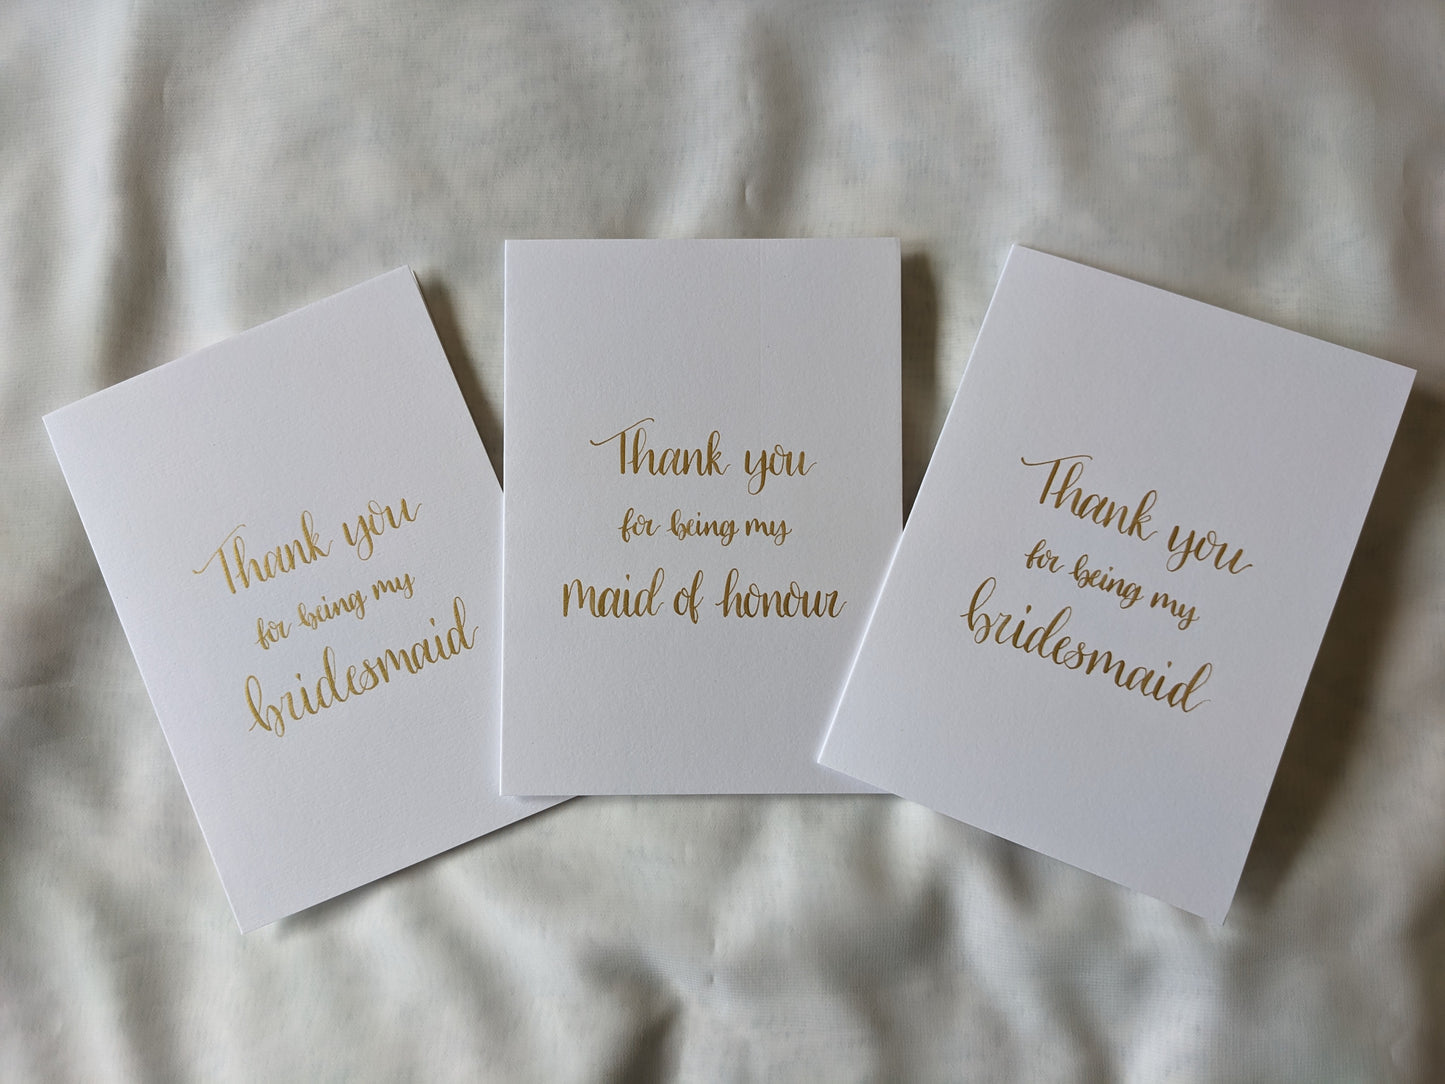 Thank you
for being my
bridesmaid
Thank you
for being my
maid of honour
Thank you
for being my
bridesmaid